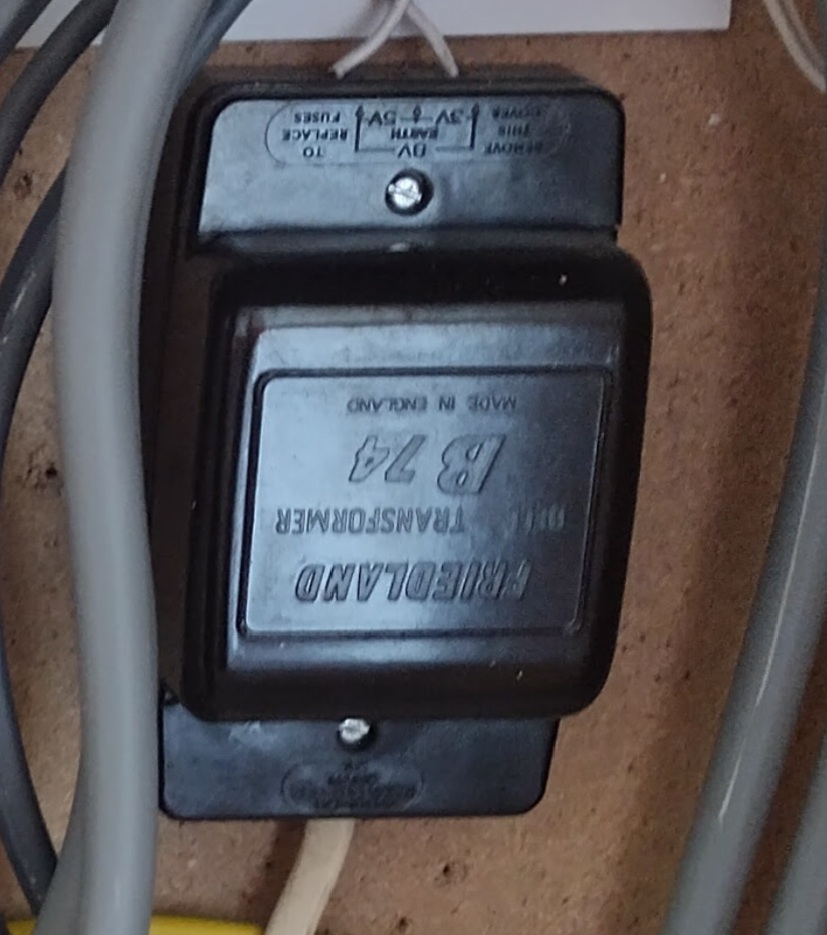 FRIEDLAND
BELL TRANSFORMER
B 74
MADE IN ENGLAND
REMOVE 8V TO
THIS EARTH REPLACE
COVER 3V 5V FUSES